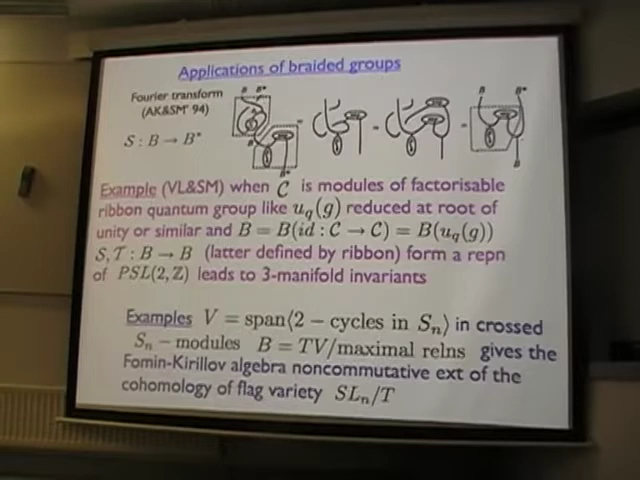 Applications of braided groups
Fourier transform
(AK&SM' 94)
S : B → B*
Example (VL&SM) when C is modules of factorisable
ribbon quantum group like u_q(g) reduced at root of
unity or similar and B = B(id : C → C) = B(u_q(g))
S, T : B → B (latter defined by ribbon) form a repn
of PSL(2, Z) leads to 3-manifold invariants
Examples V = span⟨2 − cycles in S_n⟩ in crossed
S_n − modules B = TV/maximal relns gives the
Fomin-Kirillov algebra noncommutative ext of the
cohomology of flag variety SL_n/T